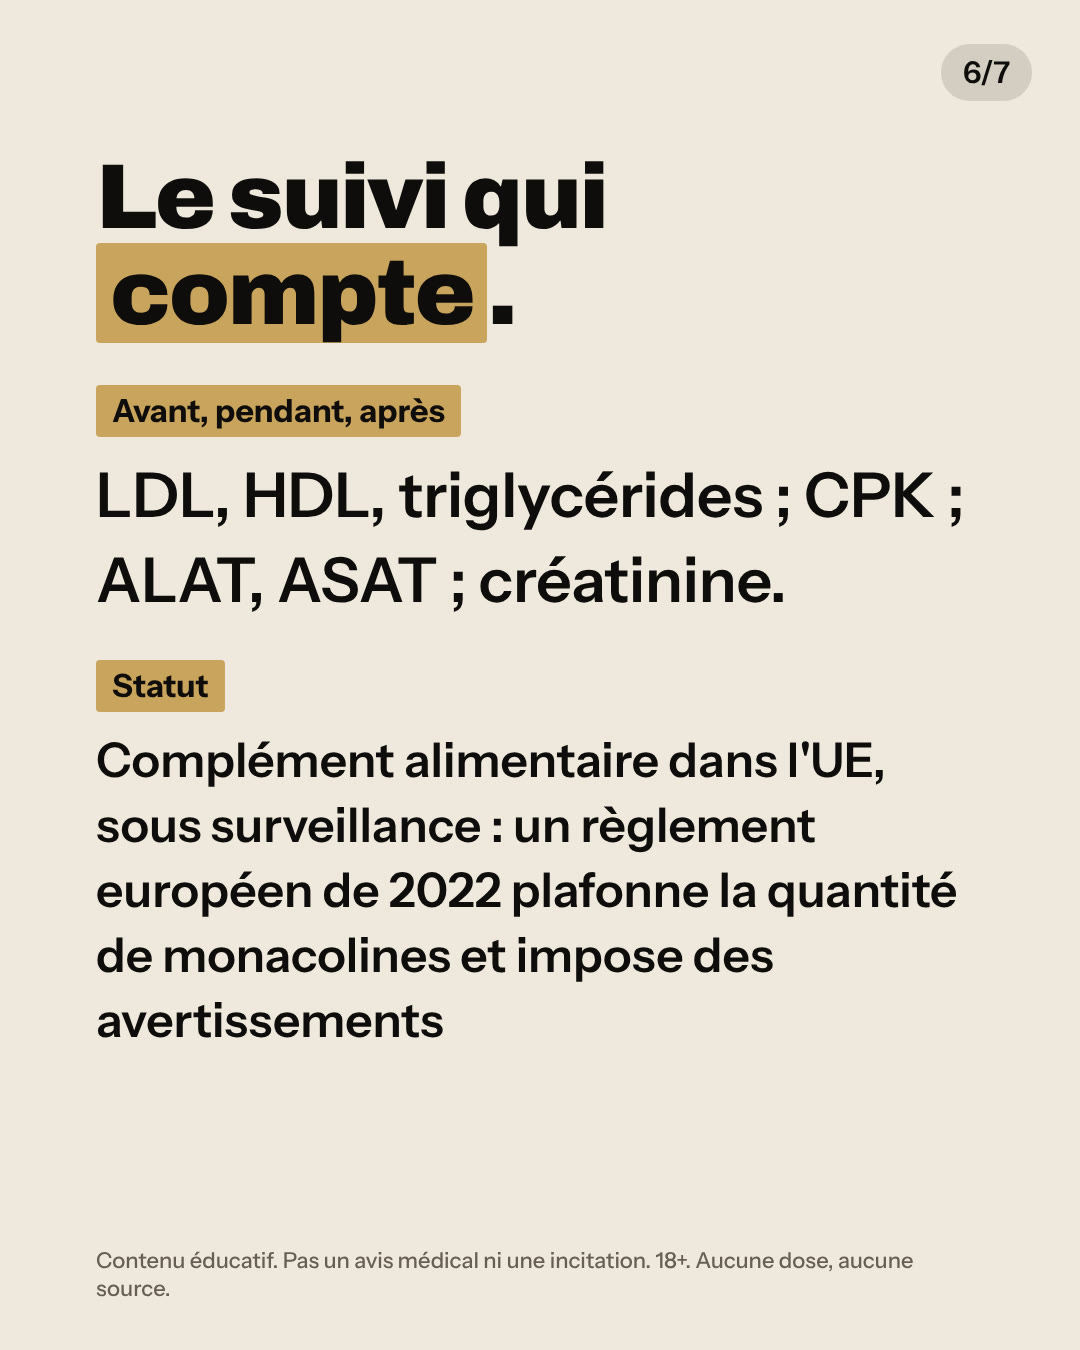 6/7
Le suivi qui
compte.
Avant, pendant, après
LDL, HDL, triglycérides ; CPK ;
ALAT, ASAT ; créatinine.
Statut
Complément alimentaire dans l'UE,
sous surveillance : un règlement
européen de 2022 plafonne la quantité
de monacolines et impose des
avertissements
Contenu éducatif. Pas un avis médical ni une incitation. 18+. Aucune dose, aucune
source.